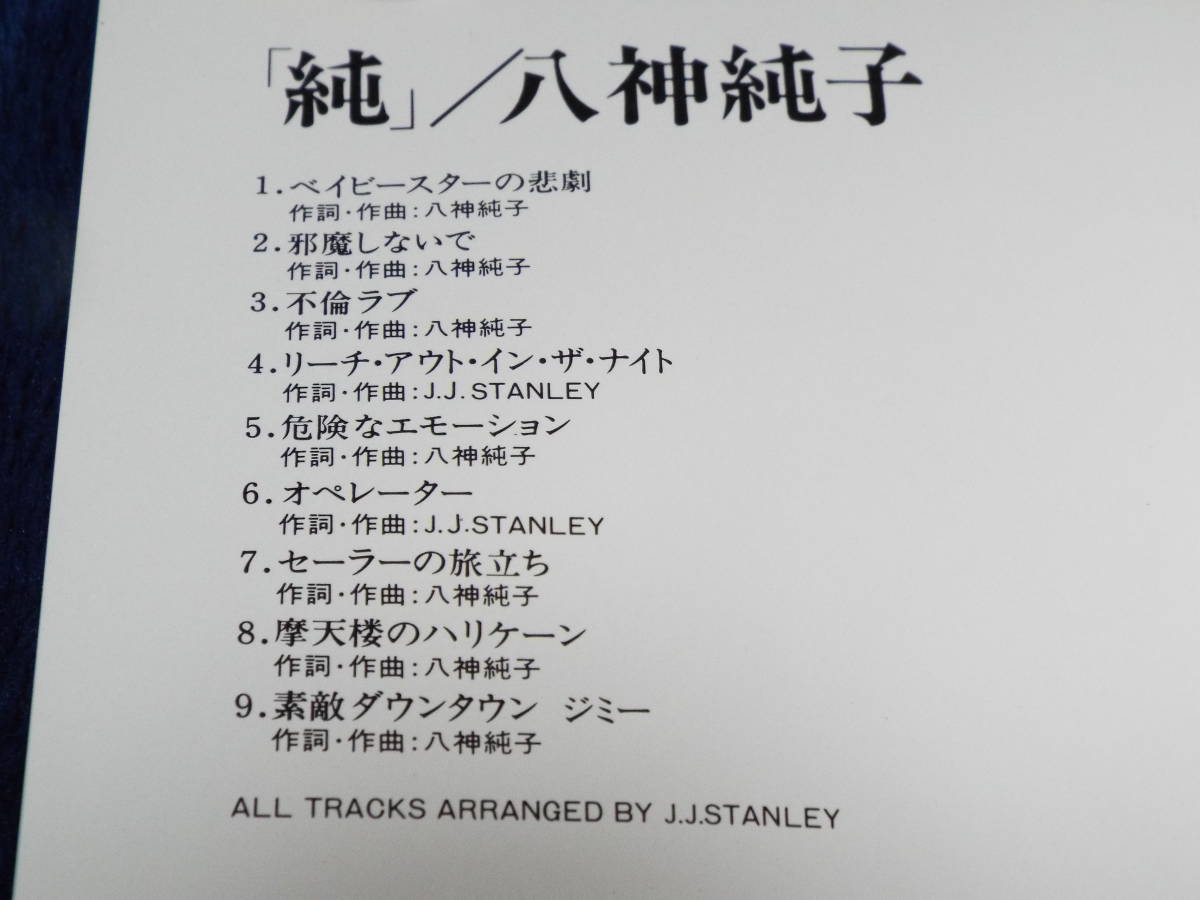 「純」／八神純子
1.ベイビースターの悲劇
作詞・作曲:八神純子
2.邪魔しないで
作詞・作曲:八神純子
3.不倫ラブ
作詞・作曲:八神純子
4.リーチ・アウト・イン・ザ・ナイト
作詞・作曲:J.J.STANLEY
5.危険なエモーション
作詞・作曲:八神純子
6.オペレーター
作詞・作曲:J.J.STANLEY
7.セーラーの旅立ち
作詞・作曲:八神純子
8.摩天楼のハリケーン
作詞・作曲:八神純子
9.素敵ダウンタウン ジミー
作詞・作曲:八神純子
ALL TRACKS ARRANGED BY J.J.STANLEY